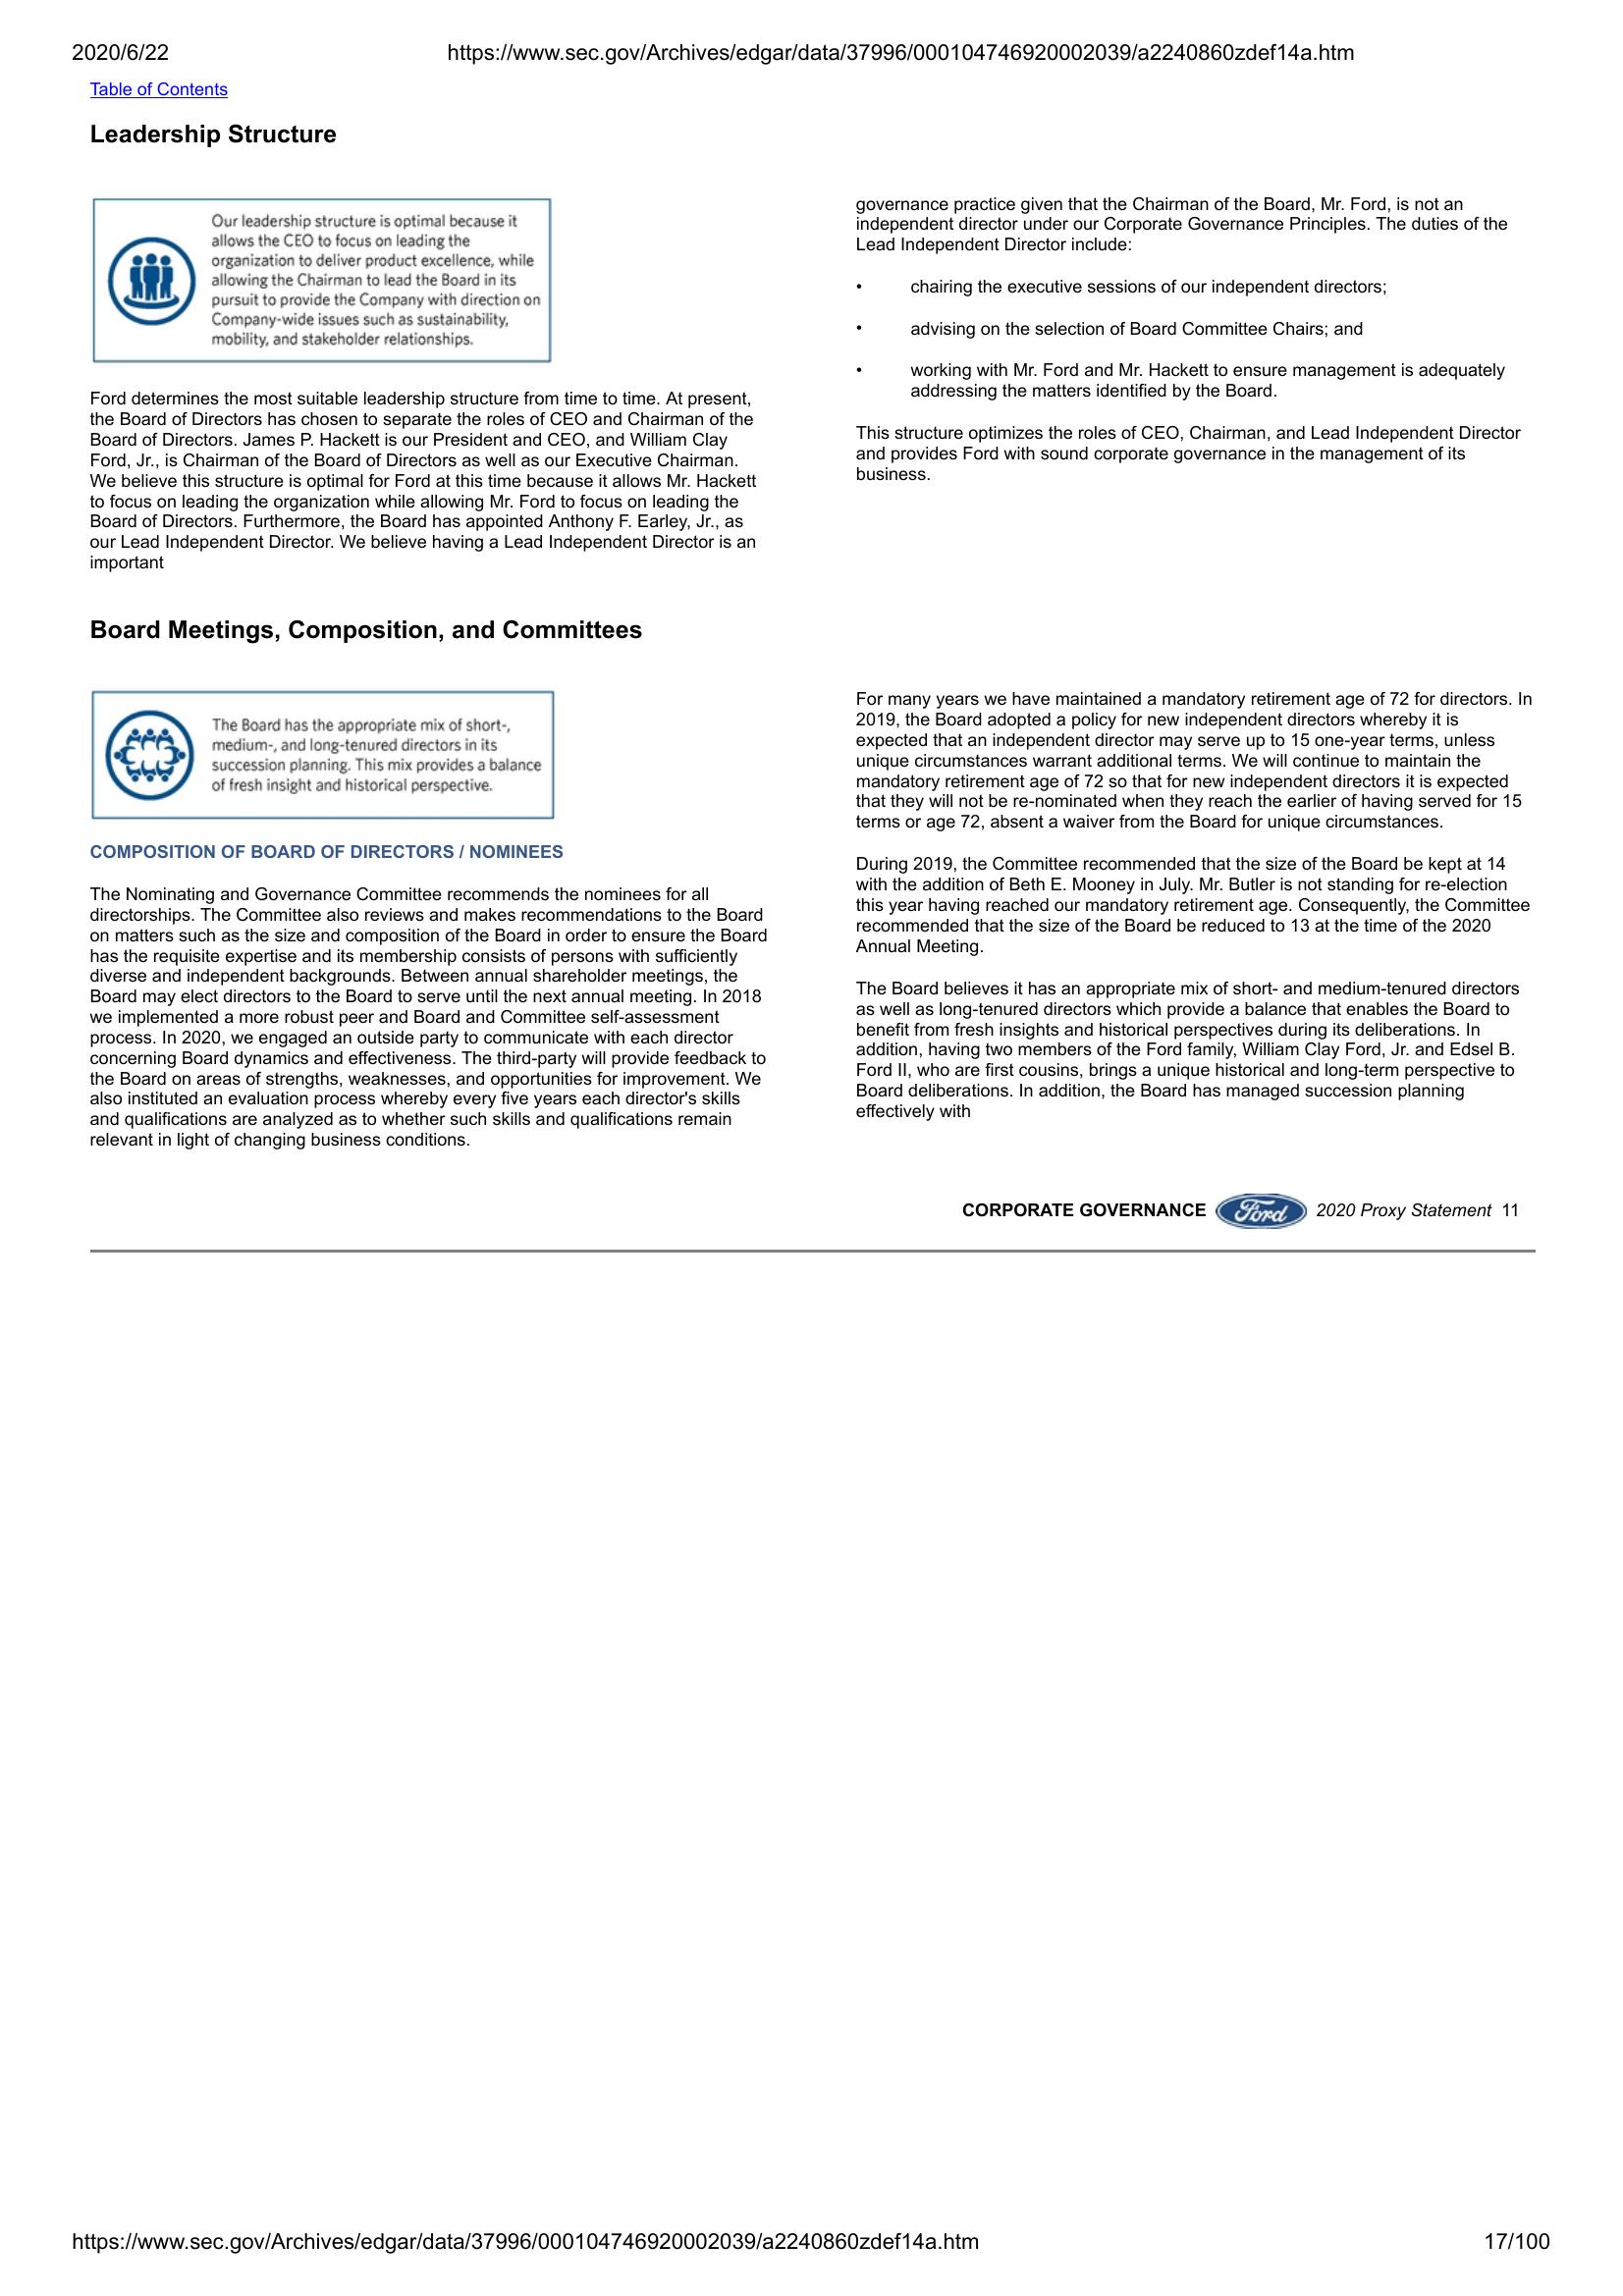 2020/6/22
https://www.sec.gov/Archives/edgar/data/37996/000104746920002039/a2240860zdef14a.htm
Table of Contents
Leadership Structure
Our leadership structure is optimal because it
allows the CEO to focus on leading the
organization to deliver product excellence, while
allowing the Chairman to lead the Board in its
pursuit to provide the Company with direction on
Company-wide issues such as sustainability,
mobility, and stakeholder relationships.
Ford determines the most suitable leadership structure from time to time. At present,
the Board of Directors has chosen to separate the roles of CEO and Chairman of the
Board of Directors. James P. Hackett is our President and CEO, and William Clay
Ford, Jr., is Chairman of the Board of Directors as well as our Executive Chairman.
We believe this structure is optimal for Ford at this time because it allows Mr. Hackett
to focus on leading the organization while allowing Mr. Ford to focus on leading the
Board of Directors. Furthermore, the Board has appointed Anthony F. Earley, Jr., as
our Lead Independent Director. We believe having a Lead Independent Director is an
important
governance practice given that the Chairman of the Board, Mr. Ford, is not an
independent director under our Corporate Governance Principles. The duties of the
Lead Independent Director include:
• chairing the executive sessions of our independent directors;
• advising on the selection of Board Committee Chairs; and
• working with Mr. Ford and Mr. Hackett to ensure management is adequately
addressing the matters identified by the Board.
This structure optimizes the roles of CEO, Chairman, and Lead Independent Director
and provides Ford with sound corporate governance in the management of its
business.
Board Meetings, Composition, and Committees
The Board has the appropriate mix of short-,
medium-, and long-tenured directors in its
succession planning. This mix provides a balance
of fresh insight and historical perspective.
COMPOSITION OF BOARD OF DIRECTORS / NOMINEES
The Nominating and Governance Committee recommends the nominees for all
directorships. The Committee also reviews and makes recommendations to the Board
on matters such as the size and composition of the Board in order to ensure the Board
has the requisite expertise and its membership consists of persons with sufficiently
diverse and independent backgrounds. Between annual shareholder meetings, the
Board may elect directors to the Board to serve until the next annual meeting. In 2018
we implemented a more robust peer and Board and Committee self-assessment
process. In 2020, we engaged an outside party to communicate with each director
concerning Board dynamics and effectiveness. The third-party will provide feedback to
the Board on areas of strengths, weaknesses, and opportunities for improvement. We
also instituted an evaluation process whereby every five years each director's skills
and qualifications are analyzed as to whether such skills and qualifications remain
relevant in light of changing business conditions.
For many years we have maintained a mandatory retirement age of 72 for directors. In
2019, the Board adopted a policy for new independent directors whereby it is
expected that an independent director may serve up to 15 one-year terms, unless
unique circumstances warrant additional terms. We will continue to maintain the
mandatory retirement age of 72 so that for new independent directors it is expected
that they will not be re-nominated when they reach the earlier of having served for 15
terms or age 72, absent a waiver from the Board for unique circumstances.
During 2019, the Committee recommended that the size of the Board be kept at 14
with the addition of Beth E. Mooney in July. Mr. Butler is not standing for re-election
this year having reached our mandatory retirement age. Consequently, the Committee
recommended that the size of the Board be reduced to 13 at the time of the 2020
Annual Meeting.
The Board believes it has an appropriate mix of short- and medium-tenured directors
as well as long-tenured directors which provide a balance that enables the Board to
benefit from fresh insights and historical perspectives during its deliberations. In
addition, having two members of the Ford family, William Clay Ford, Jr. and Edsel B.
Ford II, who are first cousins, brings a unique historical and long-term perspective to
Board deliberations. In addition, the Board has managed succession planning
effectively with
CORPORATE GOVERNANCE Ford 2020 Proxy Statement 11
https://www.sec.gov/Archives/edgar/data/37996/000104746920002039/a2240860zdef14a.htm
17/100